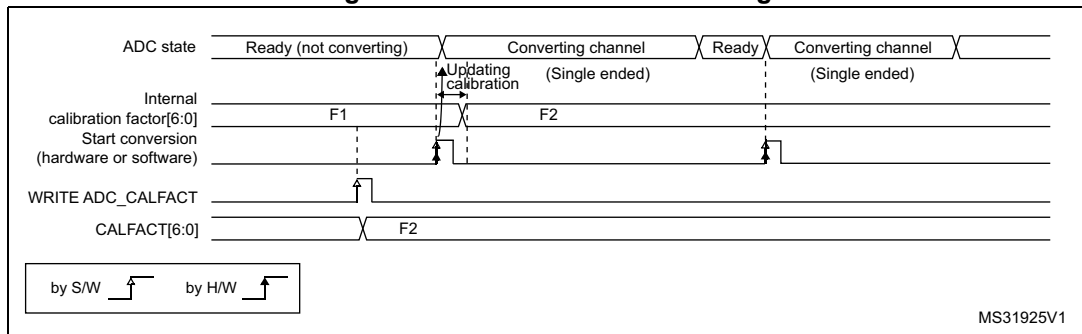 ADC state
Ready (not converting)
Converting channel
Ready
Converting channel
Updating
calibration
(Single ended)
(Single ended)
Internal
calibration factor[6:0]
F1
F2
Start conversion
(hardware or software)
WRITE ADC_CALFACT
CALFACT[6:0]
F2
by S/W
by H/W
MS31925V1